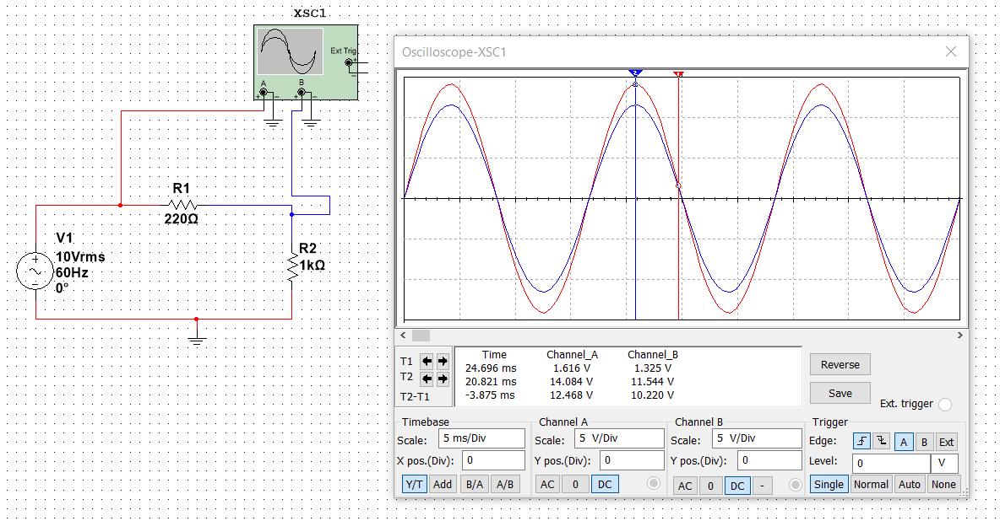 XSC1
Ext Trig
+
−
A
B
+ − + −
R1
220Ω
V1
10Vrms
60Hz
0°
R2
1kΩ
Oscilloscope-XSC1
2 1
T1
T2
T2-T1
Time Channel_A Channel_B
24.696 ms 1.616 V 1.325 V
20.821 ms 14.084 V 11.544 V
-3.875 ms 12.468 V 10.220 V
Reverse
Save
Ext. trigger
Timebase
Scale: 5 ms/Div
X pos.(Div): 0
Y/T Add B/A A/B
Channel A
Scale: 5 V/Div
Y pos.(Div): 0
AC 0 DC
Channel B
Scale: 5 V/Div
Y pos.(Div): 0
AC 0 DC -
Trigger
Edge: A B Ext
Level: 0 V
Single Normal Auto None